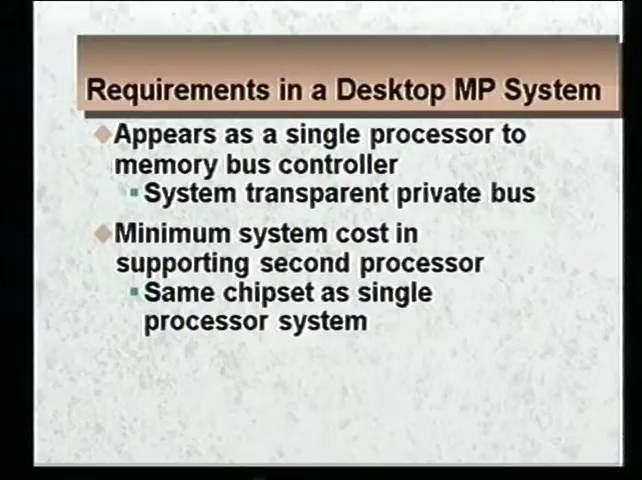 Requirements in a Desktop MP System
Appears as a single processor to
memory bus controller
System transparent private bus
Minimum system cost in
supporting second processor
Same chipset as single
processor system